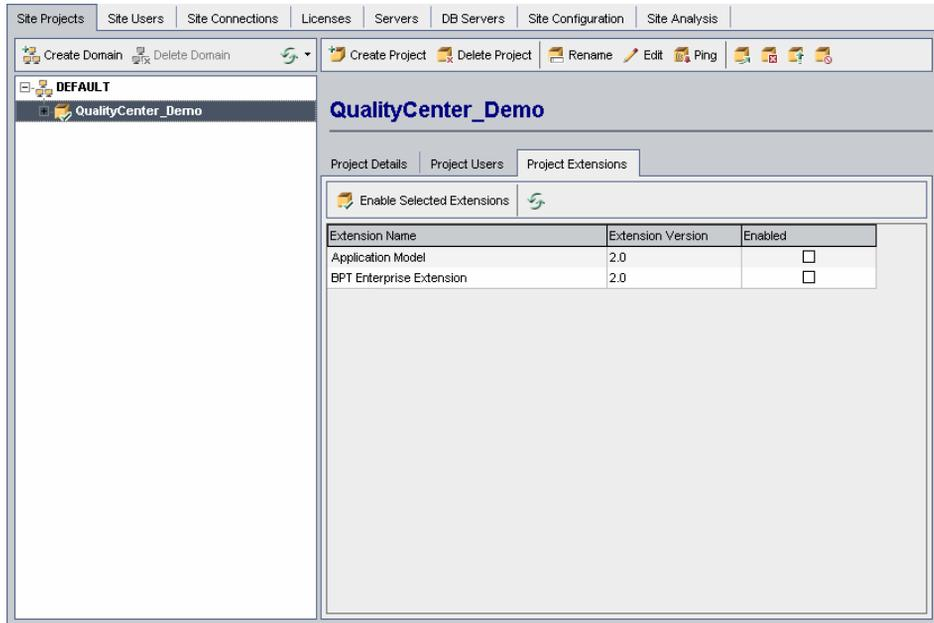 Site Projects Site Users Site Connections Licenses Servers DB Servers Site Configuration Site Analysis
Create Domain Delete Domain Create Project Delete Project Rename Edit Ping
DEFAULT
QualityCenter_Demo
QualityCenter_Demo
Project Details Project Users Project Extensions
Enable Selected Extensions
Extension Name Extension Version Enabled
Application Model 2.0
BPT Enterprise Extension 2.0